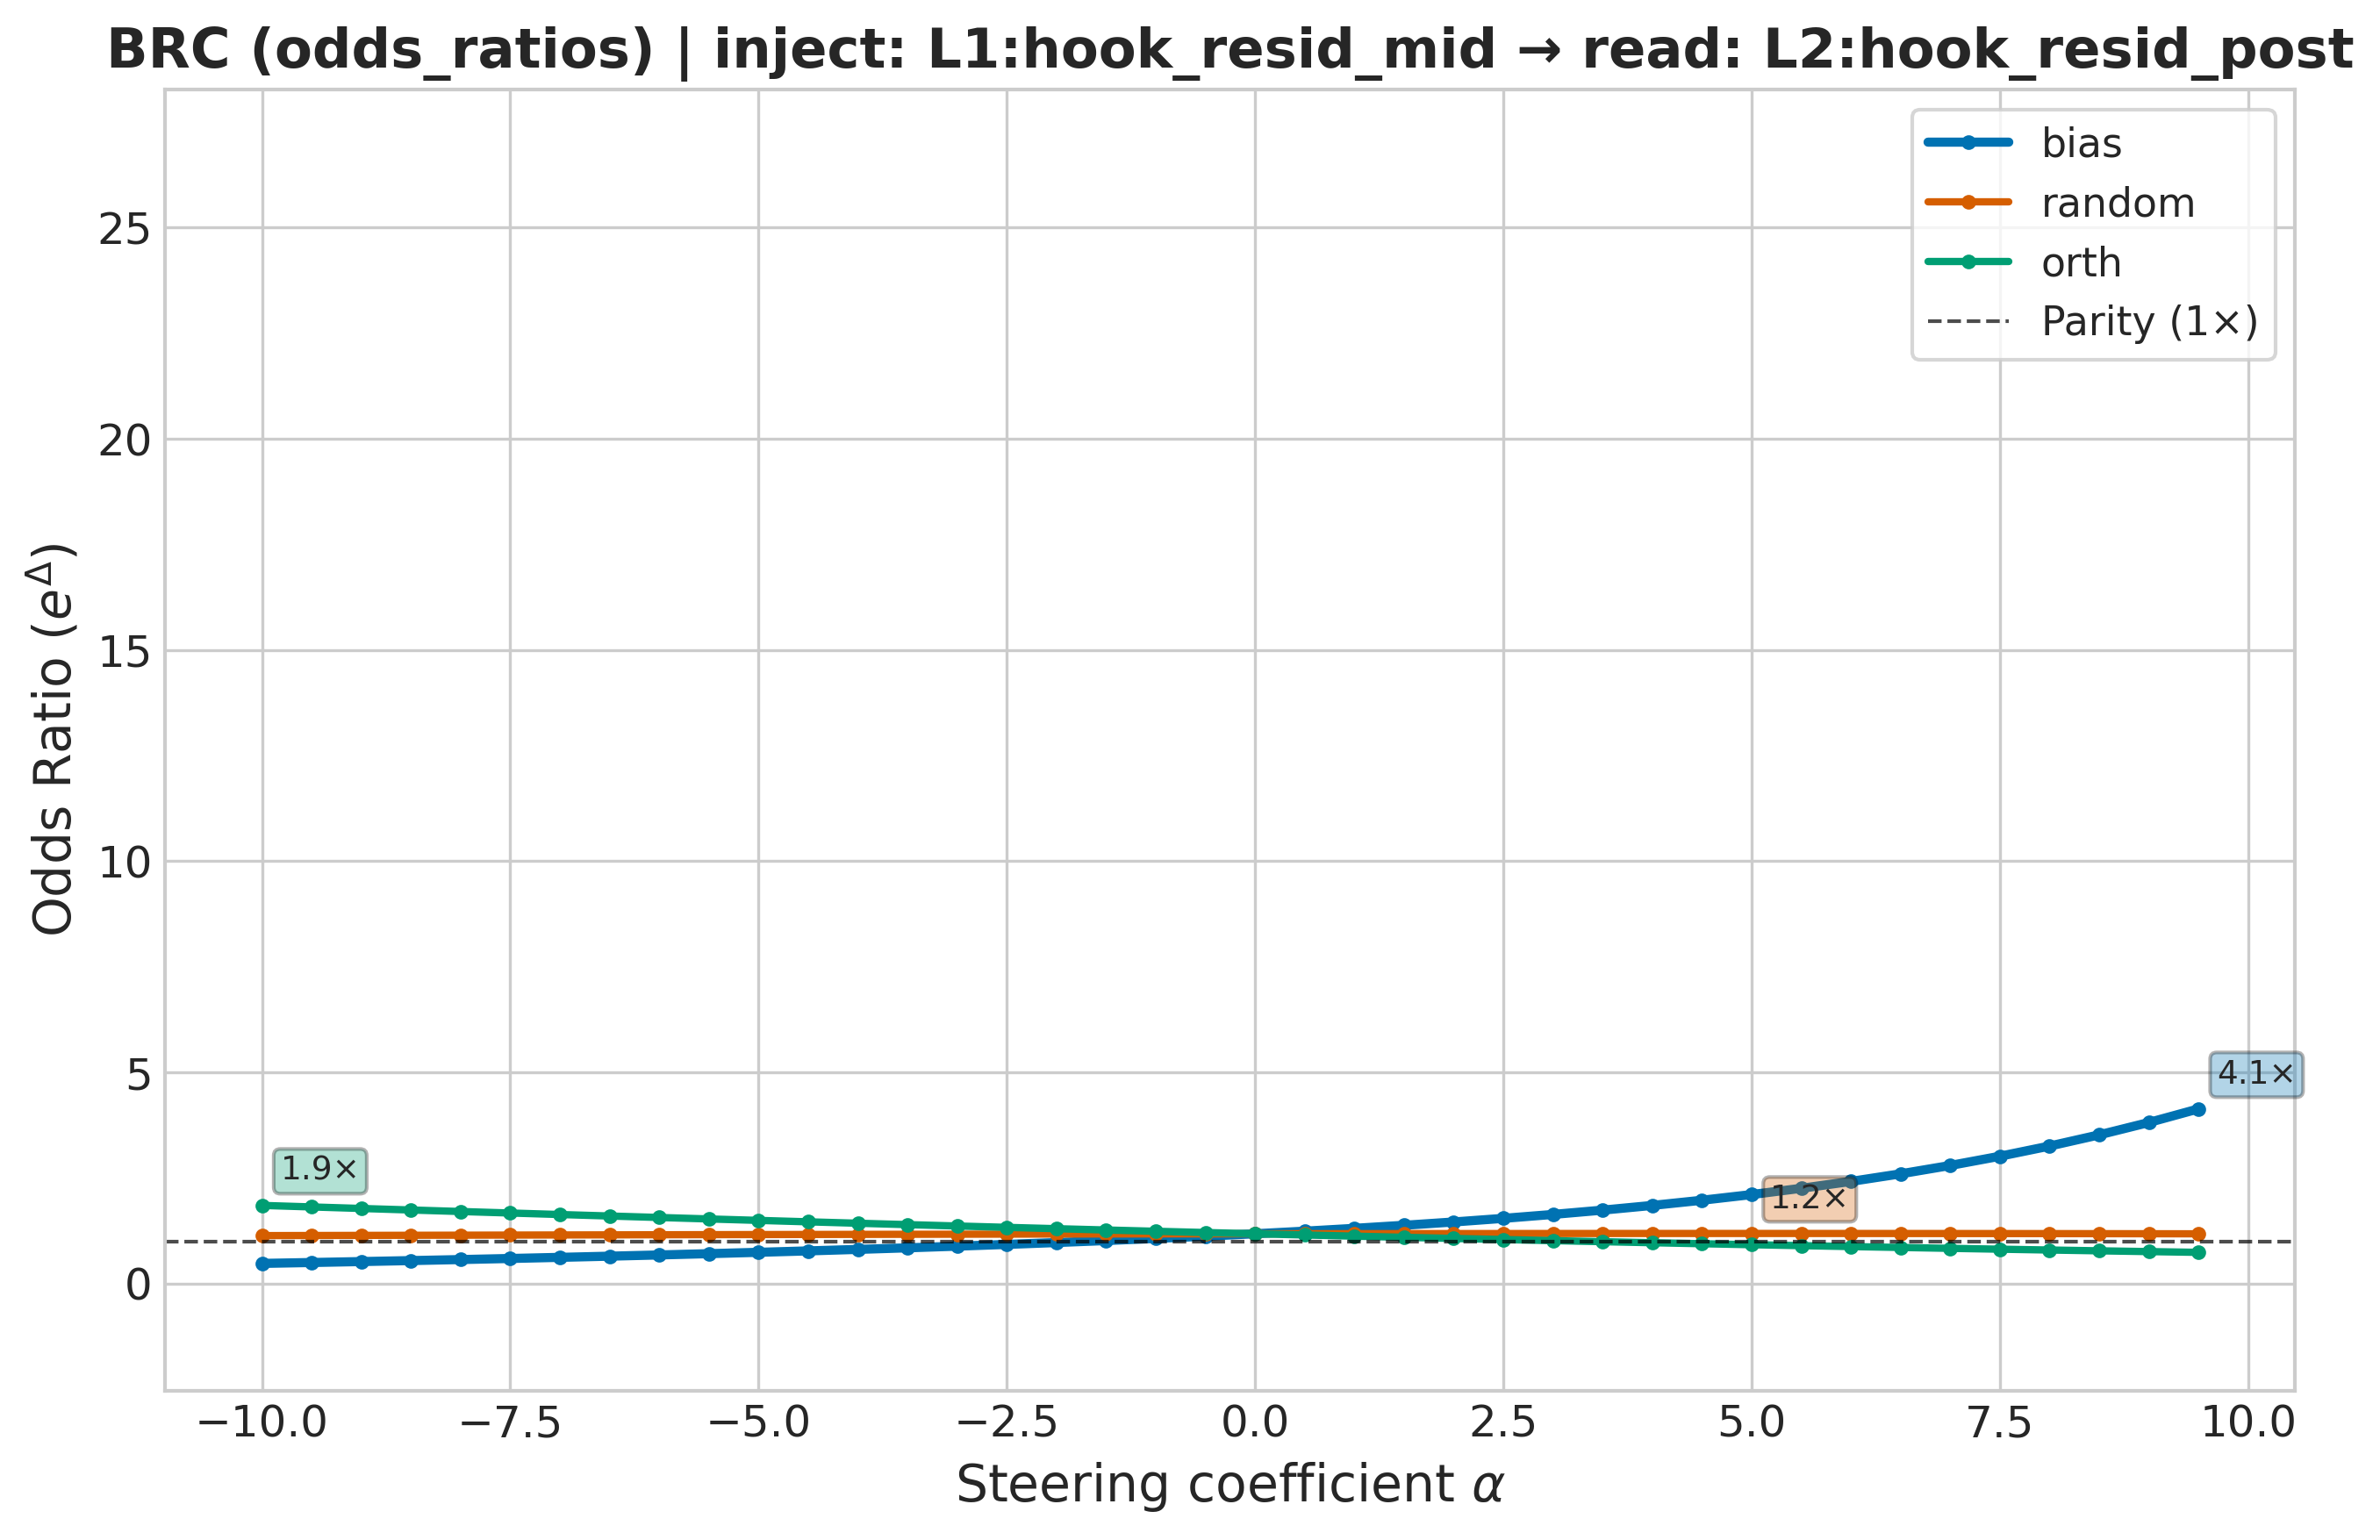 BRC (odds_ratios) | inject: L1:hook_resid_mid → read: L2:hook_resid_post
bias
random
orth
Parity (1×)
25
20
15
10
5
0
Odds Ratio (e^Δ)
1.9×
1.2×
4.1×
−10.0 −7.5 −5.0 −2.5 0.0 2.5 5.0 7.5 10.0
Steering coefficient α